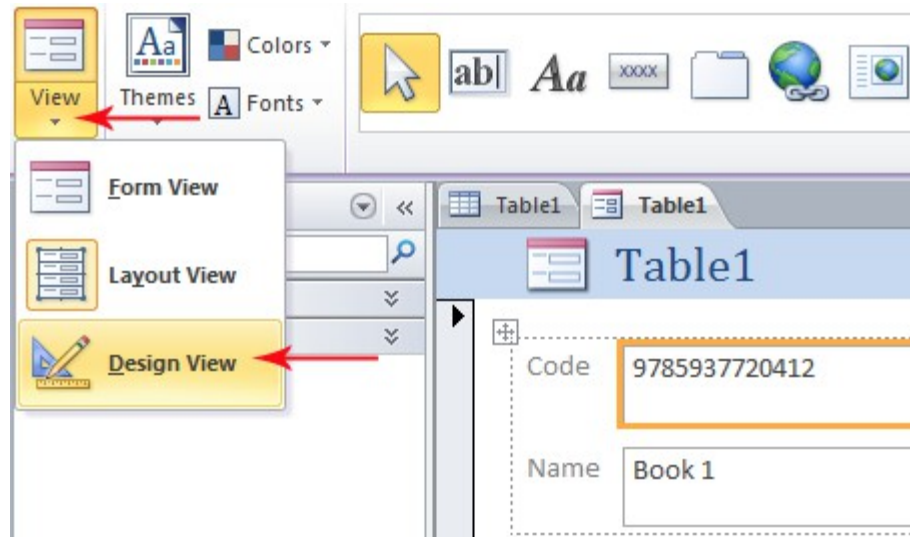 Aa
Colors
ab
Aa
XXXX
View
Themes
A
Fonts
Form View
Table1
Table1
Table1
Layout View
Design View
Code
9785937720412
Name
Book 1